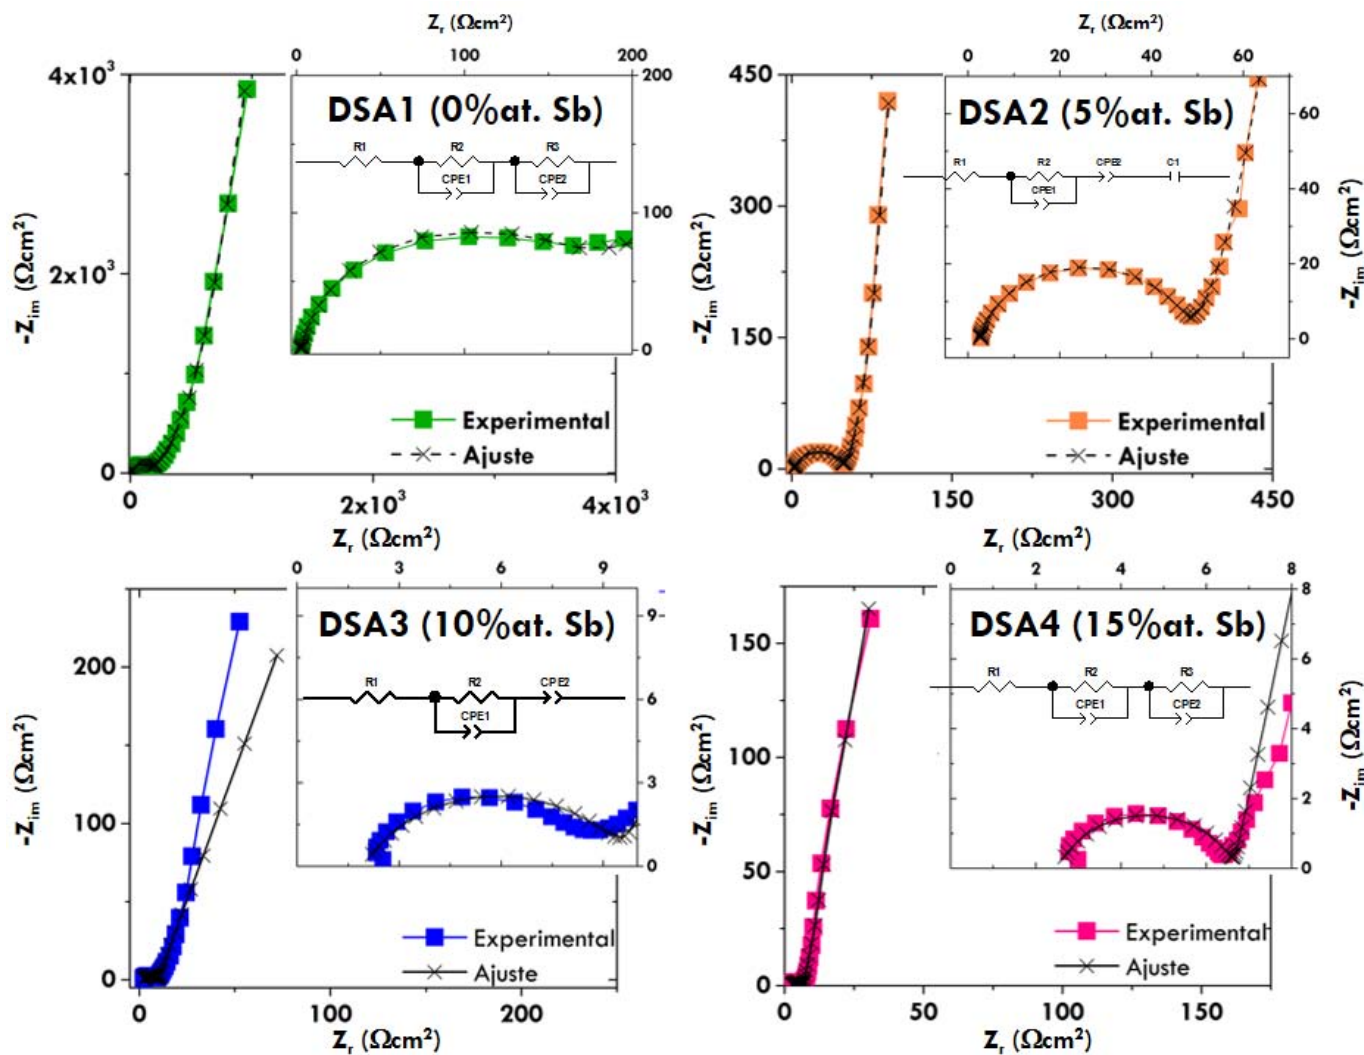 Zr (Ωcm²)
0 100 200
4x10³
200
DSA1 (0%at. Sb)
R1 R2 R3
CPE1 CPE2
-Zim (Ωcm²)
2x10³
100
0
Experimental
Ajuste
0
0 2x10³ 4x10³
Zr (Ωcm²)
Zr (Ωcm²)
0 20 40 60
450
60
DSA2 (5%at. Sb)
R1 R2 CPE2 C1
CPE1
40
-Zim (Ωcm²)
300
20
-Zim (Ωcm²)
0
150
Experimental
Ajuste
0
0 150 300 450
Zr (Ωcm²)
0 3 6 9
9
DSA3 (10%at. Sb)
R1 R2 CPE2
CPE1
6
-Zim (Ωcm²)
200
3
100
0
Experimental
Ajuste
0
0 100 200
Zr (Ωcm²)
0 2 4 6 8
8
DSA4 (15%at. Sb)
R1 R2 R3
CPE1 CPE2
6
4
-Zim (Ωcm²)
150
2
-Zim (Ωcm²)
100
0
50
Experimental
Ajuste
0
0 50 100 150
Zr (Ωcm²)